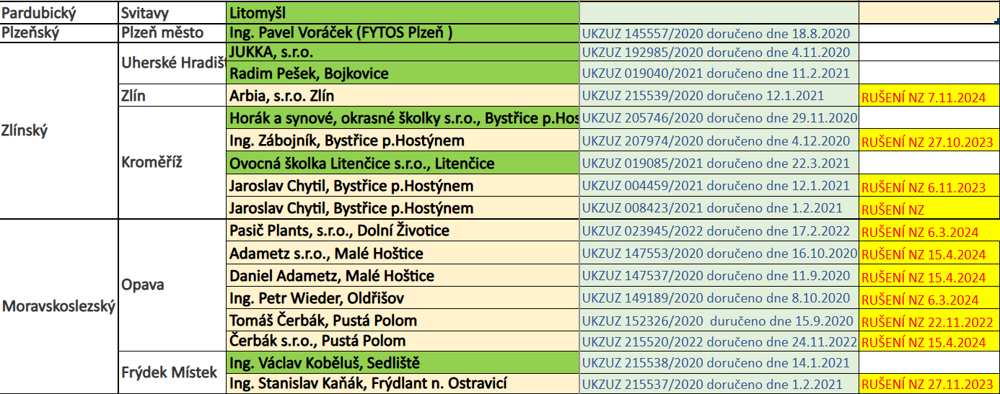 Pardubický Svitavy Litomyšl
Plzeňský Plzeň město Ing. Pavel Voráček (FYTOS Plzeň ) UKZUZ 145557/2020 doručeno dne 18.8.2020
Zlínský Uherské Hradišt JUKKA, s.r.o. UKZUZ 192985/2020 doručeno dne 4.11.2020
Radim Pešek, Bojkovice UKZUZ 019040/2021 doručeno dne 11.2.2021
Zlín Arbia, s.r.o. Zlín UKZUZ 215539/2020 doručeno 12.1.2021 RUŠENÍ NZ 7.11.2024
Kroměříž Horák a synové, okrasné školky s.r.o., Bystřice p.Hos UKZUZ 205746/2020 doručeno dne 29.11.2020
Ing. Zábojník, Bystřice p.Hostýnem UKZUZ 207974/2020 doručeno dne 4.12.2020 RUŠENÍ NZ 27.10.2023
Ovocná školka Litenčice s.r.o., Litenčice UKZUZ 019085/2021 doručeno dne 22.3.2021
Jaroslav Chytil, Bystřice p.Hostýnem UKZUZ 004459/2021 doručeno dne 12.1.2021 RUŠENÍ NZ 6.11.2023
Jaroslav Chytil, Bystřice p.Hostýnem UKZUZ 008423/2021 doručeno dne 1.2.2021 RUŠENÍ NZ
Moravskoslezský Opava Pasič Plants, s.r.o., Dolní Životice UKZUZ 023945/2022 doručeno dne 17.2.2022 RUŠENÍ NZ 6.3.2024
Adametz s.r.o., Malé Hoštice UKZUZ 147553/2020 doručeno dne 16.10.2020 RUŠENÍ NZ 15.4.2024
Daniel Adametz, Malé Hoštice UKZUZ 147537/2020 doručeno dne 11.9.2020 RUŠENÍ NZ 15.4.2024
Ing. Petr Wieder, Oldřišov UKZUZ 149189/2020 doručeno dne 8.10.2020 RUŠENÍ NZ 6.3.2024
Tomáš Čerbák, Pustá Polom UKZUZ 152326/2020  duručeno dne 15.9.2020 RUŠENÍ NZ 22.11.2022
Čerbák s.r.o., Pustá Polom UKZUZ 215520/2022 doručeno dne 24.11.2022 RUŠENÍ NZ 15.4.2024
Frýdek Místek Ing. Václav Koběluš, Sedliště UKZUZ 215538/2020 doručeno dne 14.1.2021
Ing. Stanislav Kaňák, Frýdlant n. Ostravicí UKZUZ 215537/2020 doručeno dne 1.2.2021 RUŠENÍ NZ 27.11.2023